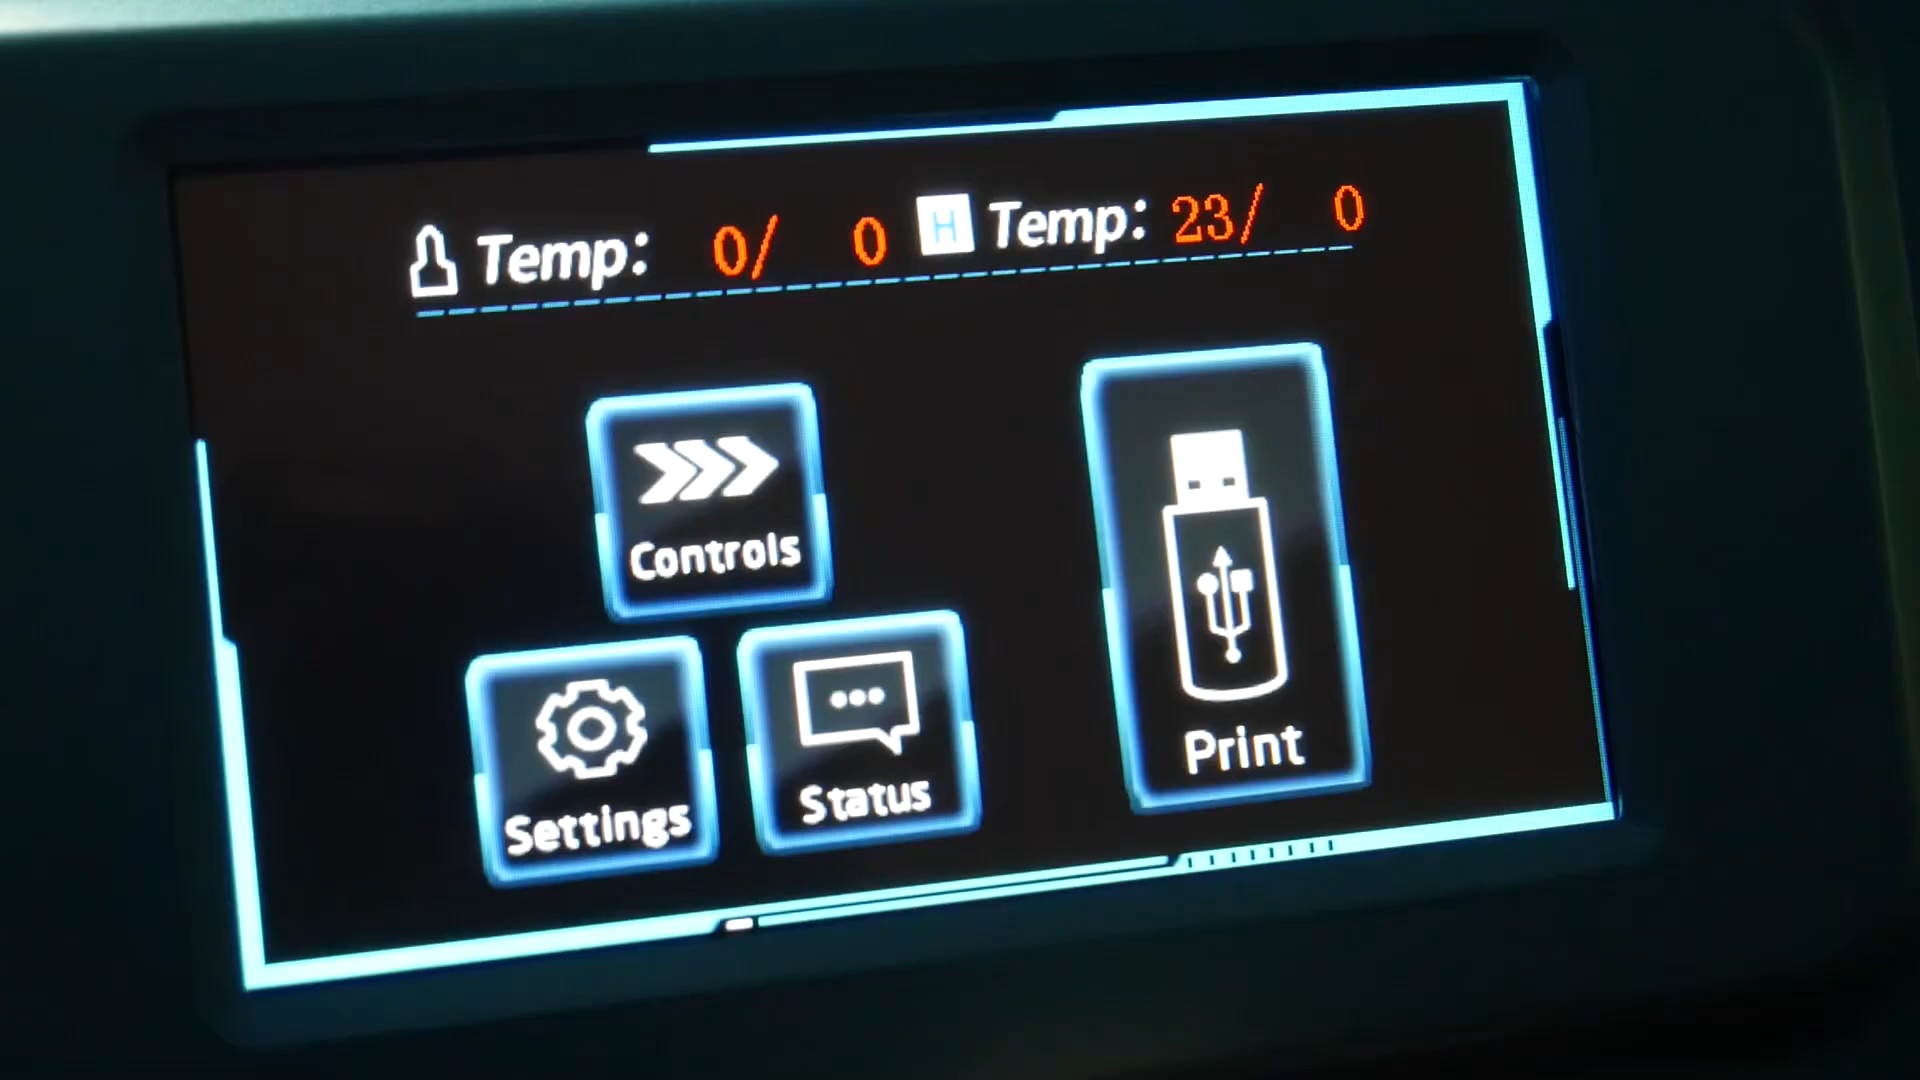 Temp: 0/ 0 H Temp: 23/ 0
Controls
Settings
Status
Print